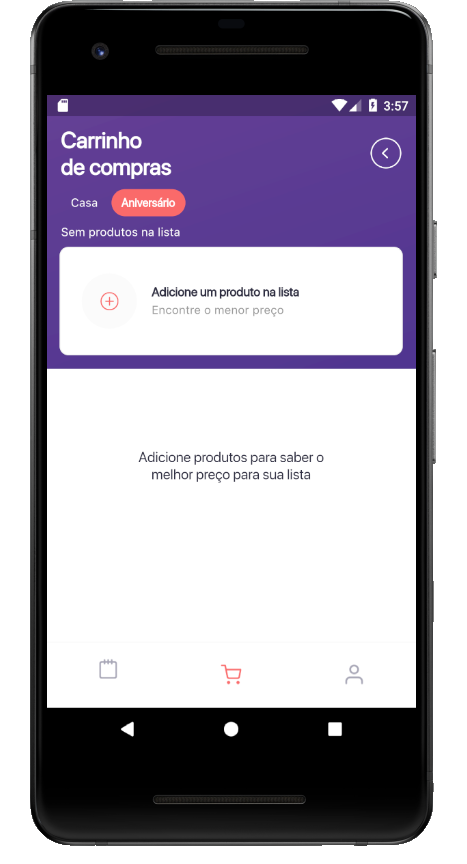 3:57
Carrinho
de compras
Casa Aniversário
Sem produtos na lista
Adicione um produto na lista
Encontre o menor preço
Adicione produtos para saber o
melhor preço para sua lista